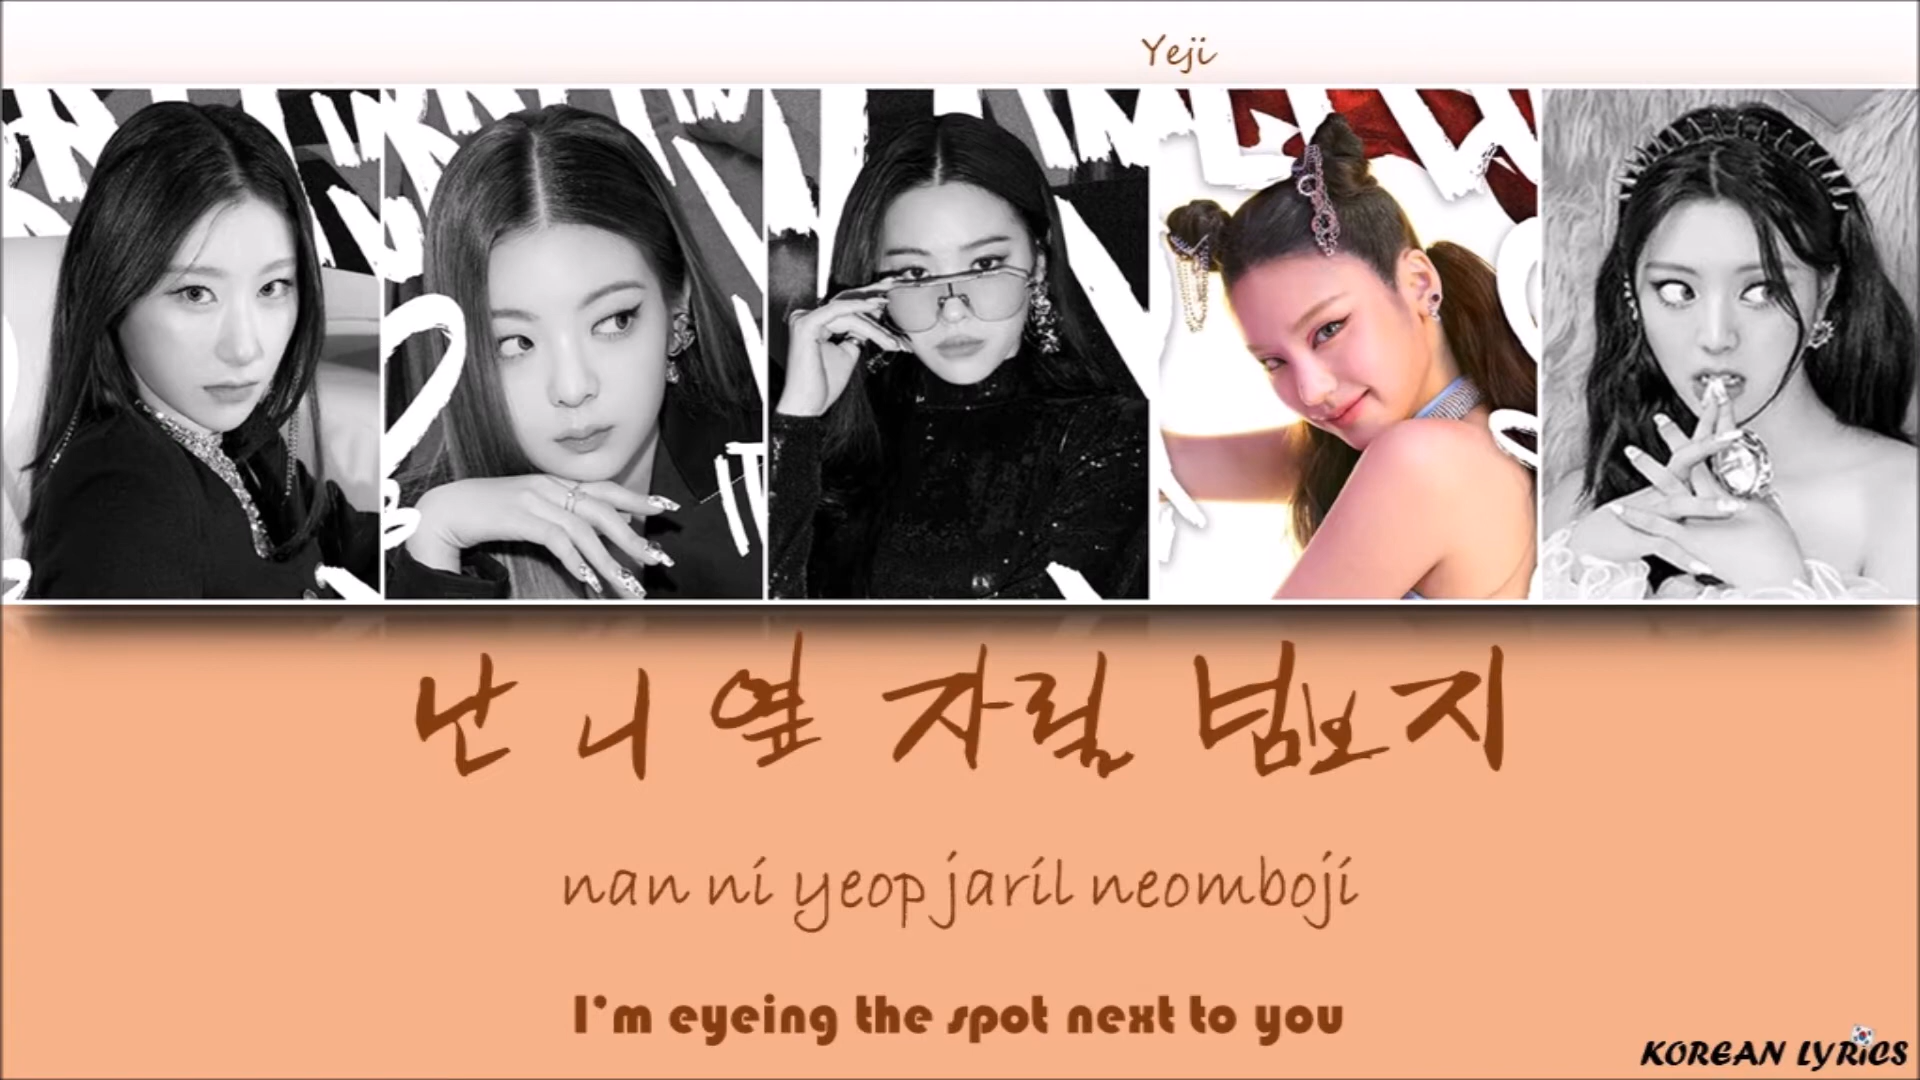 Yeji
난 니 옆 자릴 넘보지
nan ni yeop jaril neomboji
I'm eyeing the spot next to you
KOREAN LYRICS